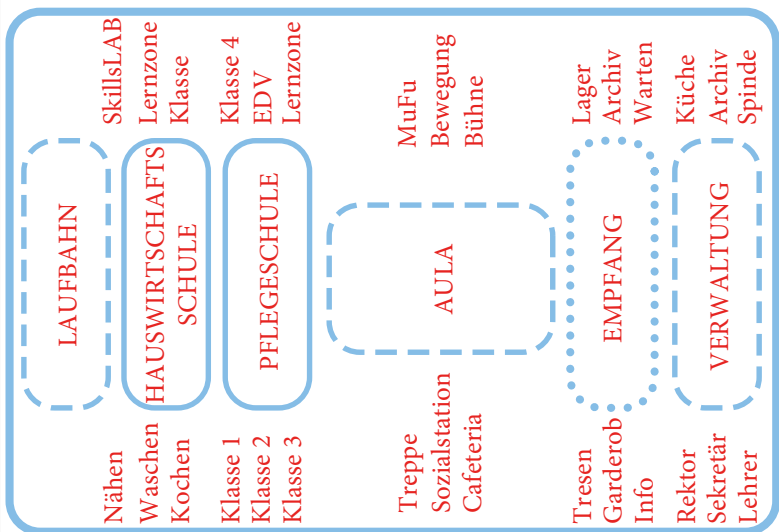 SkillsLAB
Lernzone
Klasse
Klasse 4
EDV
Lernzone
MuFu
Bewegung
Bühne
Lager
Archiv
Warten
Küche
Archiv
Spinde
LAUFBAHN
HAUSWIRTSCHAFTS
SCHULE
PFLEGESCHULE
AULA
EMPFANG
VERWALTUNG
Nähen
Waschen
Kochen
Klasse 1
Klasse 2
Klasse 3
Treppe
Sozialstation
Cafeteria
Tresen
Garderob
Info
Rektor
Sekretär
Lehrer